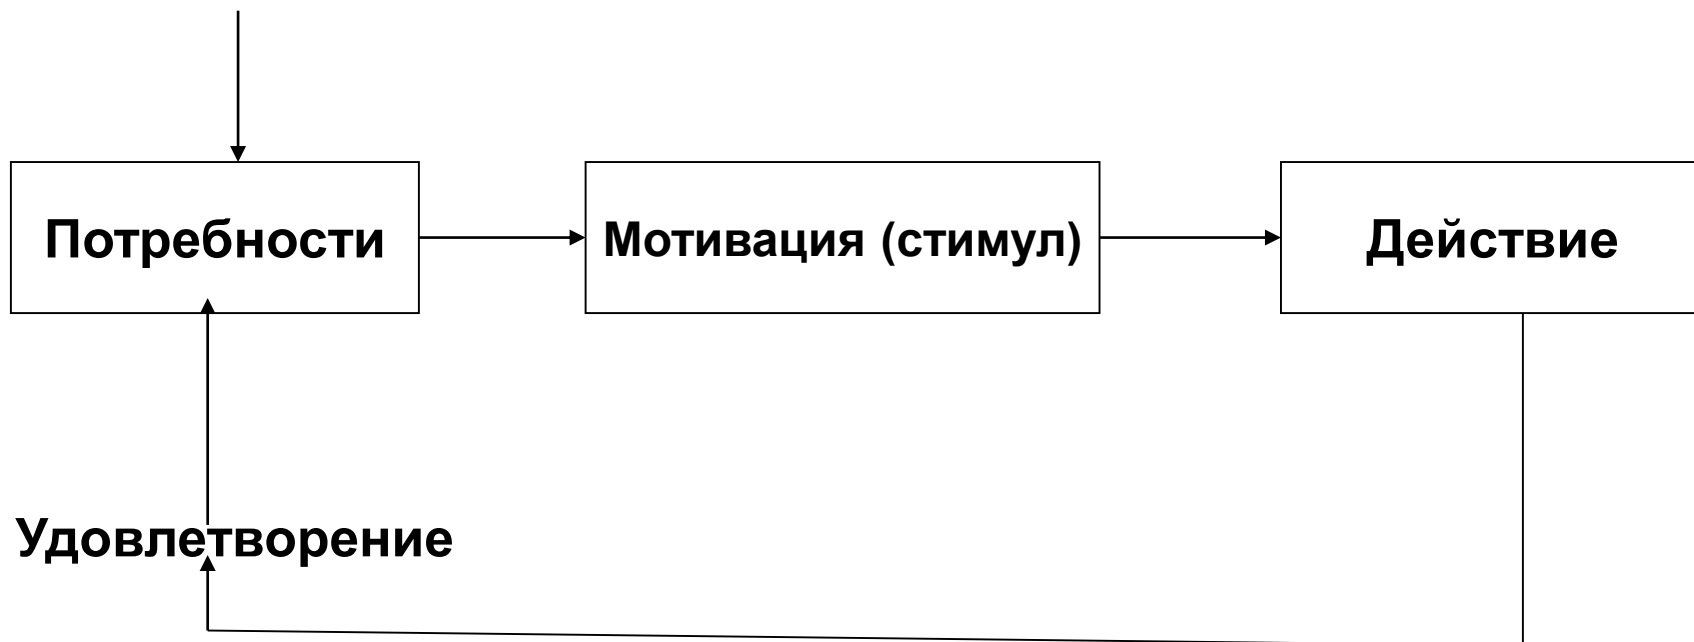 Потребности
Мотивация (стимул)
Действие
Удовлетворение